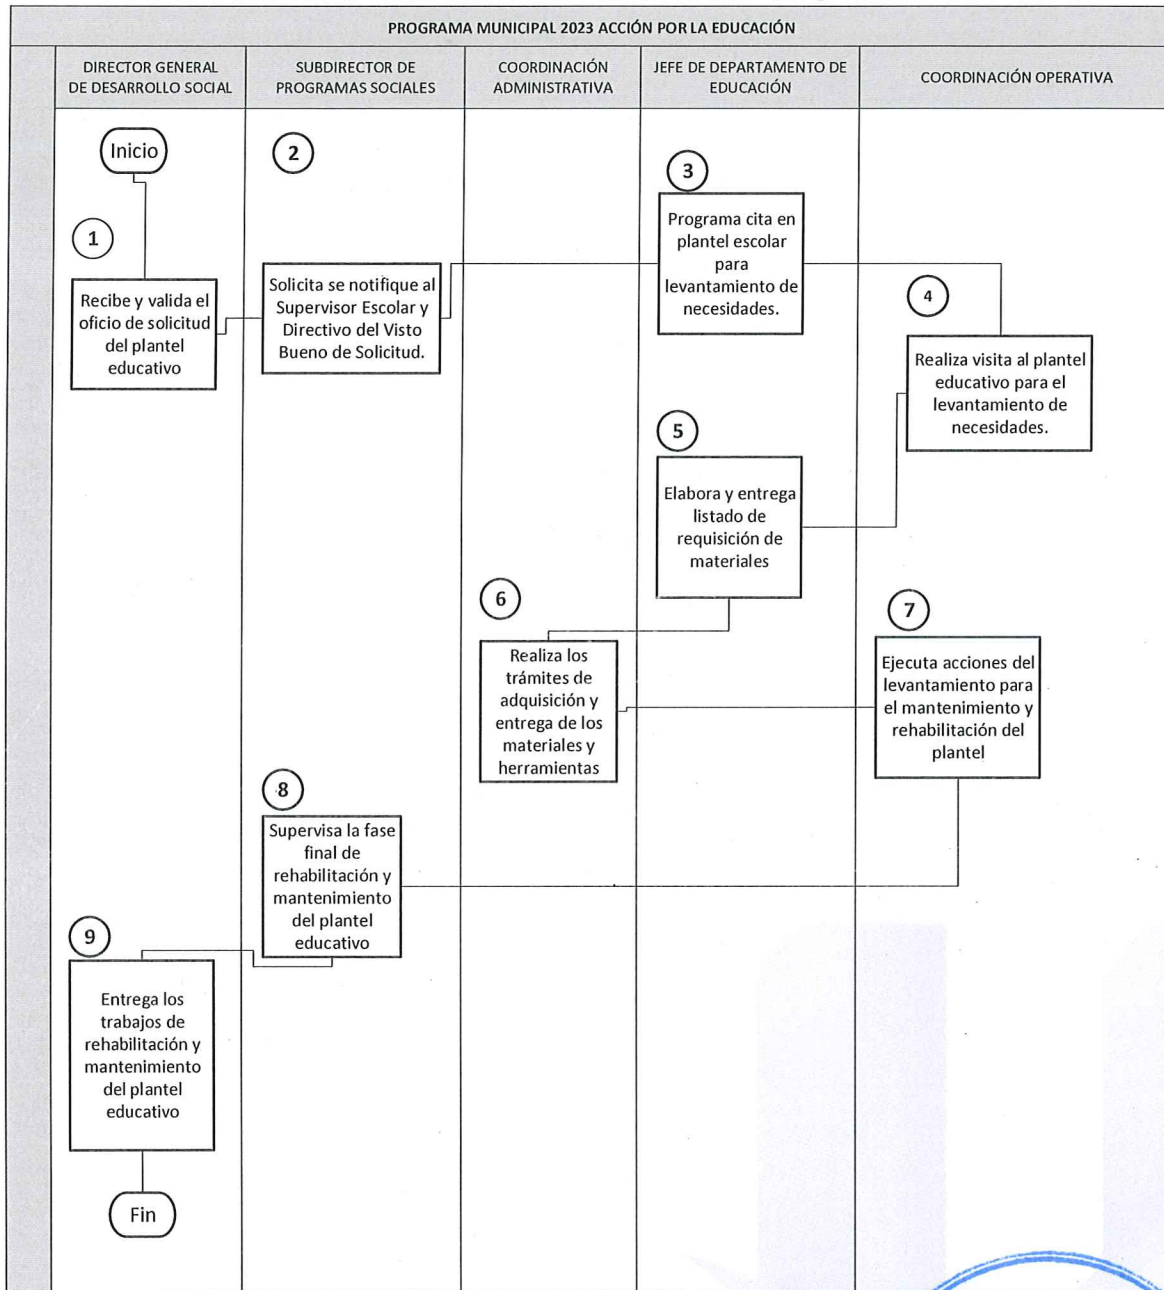 PROGRAMA MUNICIPAL 2023 ACCIÓN POR LA EDUCACIÓN
DIRECTOR GENERAL
DE DESARROLLO SOCIAL
SUBDIRECTOR DE
PROGRAMAS SOCIALES
COORDINACIÓN
ADMINISTRATIVA
JEFE DE DEPARTAMENTO DE
EDUCACIÓN
COORDINACIÓN OPERATIVA
Inicio
1
Recibe y valida el
oficio de solicitud
del plantel
educativo
2
Solicita se notifique al
Supervisor Escolar y
Directivo del Visto
Bueno de Solicitud.
3
Programa cita en
plantel escolar
para
levantamiento de
necesidades.
4
Realiza visita al plantel
educativo para el
levantamiento de
necesidades.
5
Elabora y entrega
listado de
requisición de
materiales
6
Realiza los
trámites de
adquisición y
entrega de los
materiales y
herramientas
7
Ejecuta acciones del
levantamiento para
el mantenimiento y
rehabilitación del
plantel
8
Supervisa la fase
final de
rehabilitación y
mantenimiento
del plantel
educativo
9
Entrega los
trabajos de
rehabilitación y
mantenimiento
del plantel
educativo
Fin